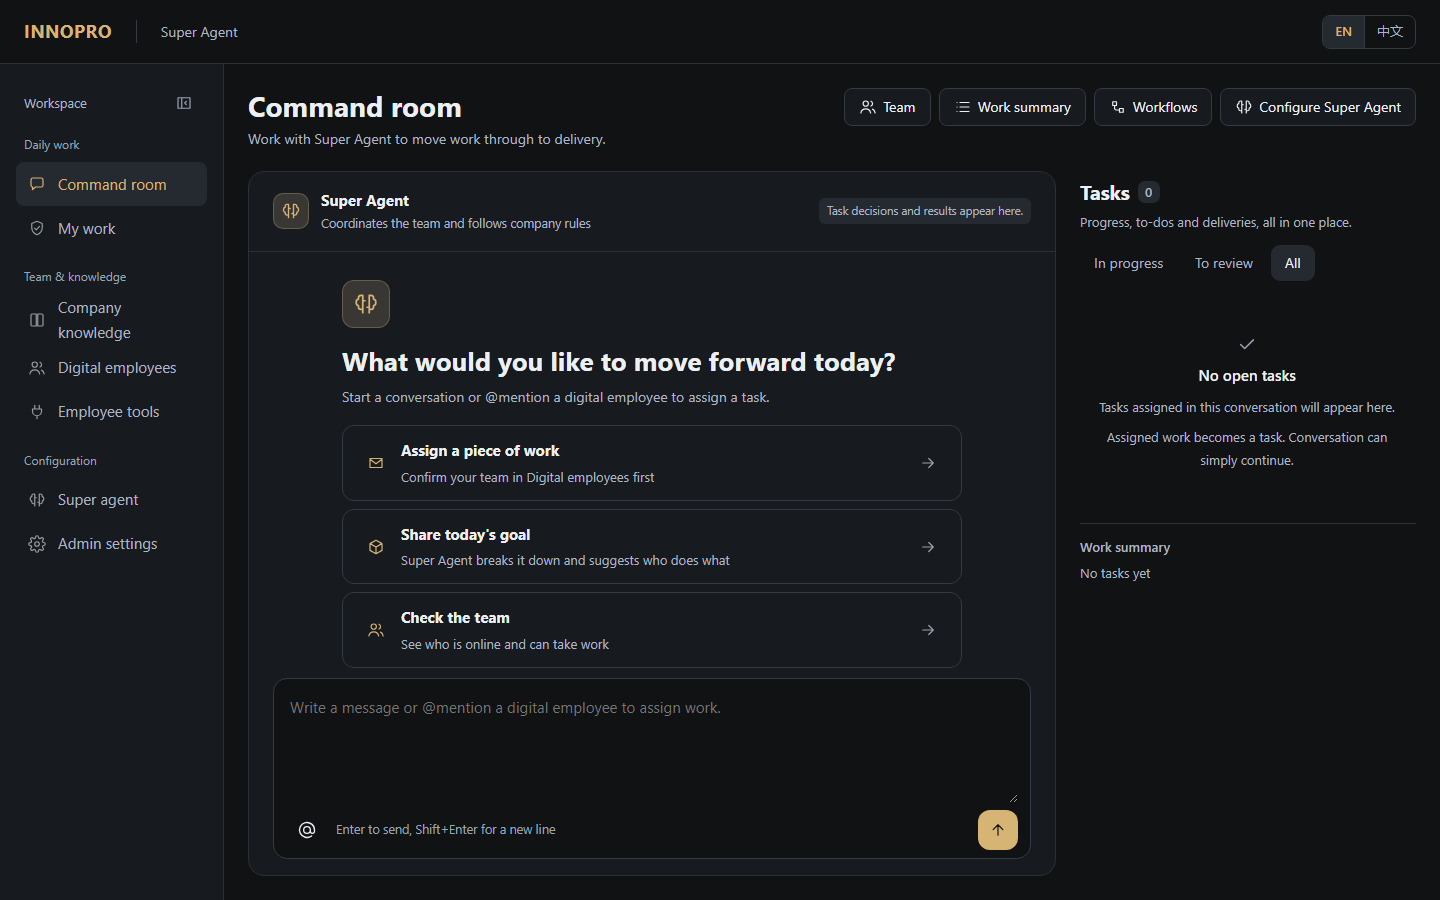 INNOPRO
Super Agent
EN
中文
Workspace
Daily work
Command room
My work
Team & knowledge
Company
knowledge
Digital employees
Employee tools
Configuration
Super agent
Admin settings
Command room
Work with Super Agent to move work through to delivery.
Team
Work summary
Workflows
Configure Super Agent
Super Agent
Coordinates the team and follows company rules
Task decisions and results appear here.
What would you like to move forward today?
Start a conversation or @mention a digital employee to assign a task.
Assign a piece of work
Confirm your team in Digital employees first
Share today's goal
Super Agent breaks it down and suggests who does what
Check the team
See who is online and can take work
Write a message or @mention a digital employee to assign work.
Enter to send, Shift+Enter for a new line
Tasks 0
Progress, to-dos and deliveries, all in one place.
In progress
To review
All
No open tasks
Tasks assigned in this conversation will appear here.
Assigned work becomes a task. Conversation can
simply continue.
Work summary
No tasks yet